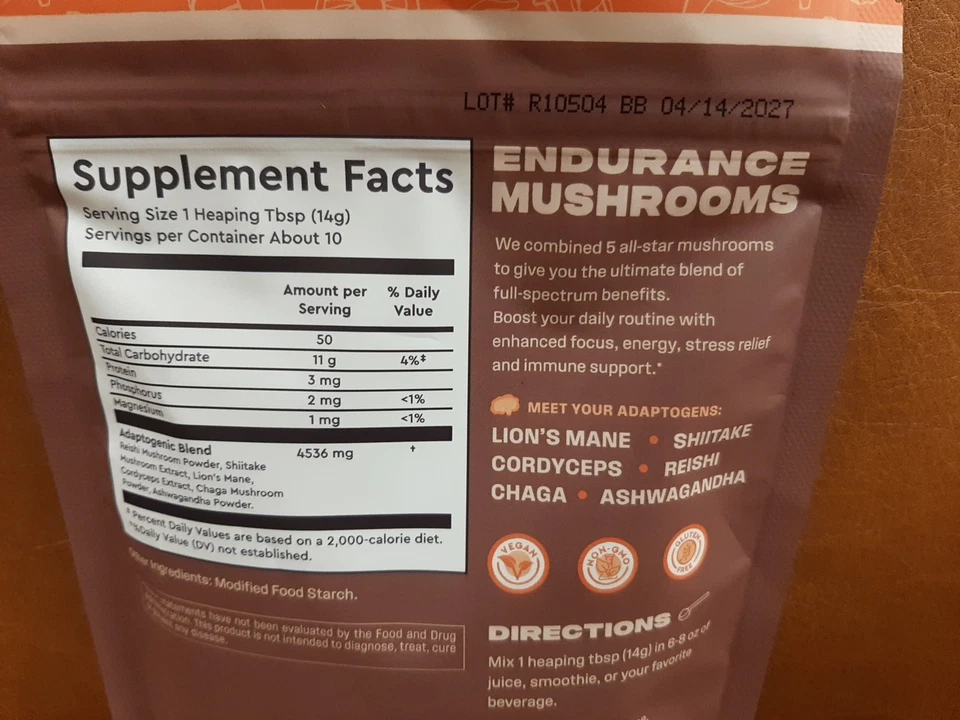 LOT# R10504 BB 04/14/2027
Supplement Facts
Serving Size 1 Heaping Tbsp (14g)
Servings per Container About 10
Amount per Serving % Daily Value
Calories 50
Total Carbohydrate 11 g 4%‡
Protein 3 mg
Phosphorus 2 mg <1%
Magnesium 1 mg <1%
Adaptogenic Blend 4536 mg †
Reishi Mushroom Powder, Shiitake
Mushroom Extract, Lion's Mane,
Cordyceps Extract, Chaga Mushroom
Powder, Ashwagandha Powder.
‡ Percent Daily Values are based on a 2,000-calorie diet.
†%Daily Value (DV) not established.
Other Ingredients: Modified Food Starch.
statements have not been evaluated by the Food and Drug
This product is not intended to diagnose, treat, cure
any disease.
ENDURANCE
MUSHROOMS
We combined 5 all-star mushrooms
to give you the ultimate blend of
full-spectrum benefits.
Boost your daily routine with
enhanced focus, energy, stress relief
and immune support.*
MEET YOUR ADAPTOGENS:
LION'S MANE • SHIITAKE
CORDYCEPS • REISHI
CHAGA • ASHWAGANDHA
VEGAN
NON-GMO
GLUTEN FREE
DIRECTIONS
Mix 1 heaping tbsp (14g) in 6-8 oz of
juice, smoothie, or your favorite
beverage.